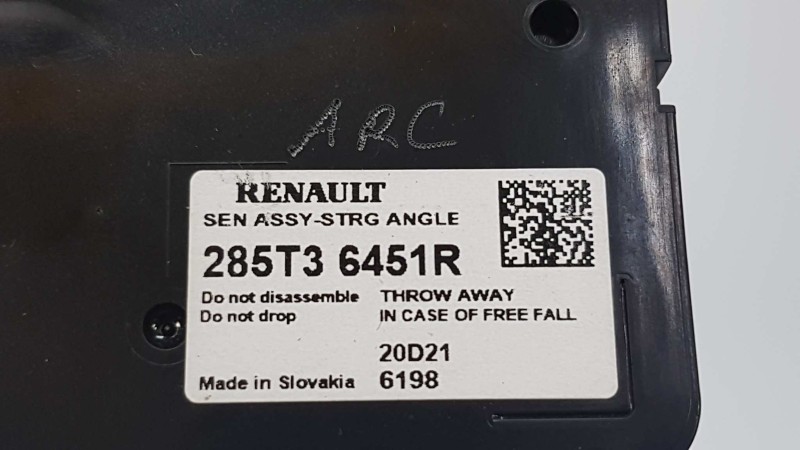 ARC
RENAULT
SEN ASSY-STRG ANGLE
285T3 6451R
Do not disassemble THROW AWAY
Do not drop IN CASE OF FREE FALL
20D21
Made in Slovakia 6198